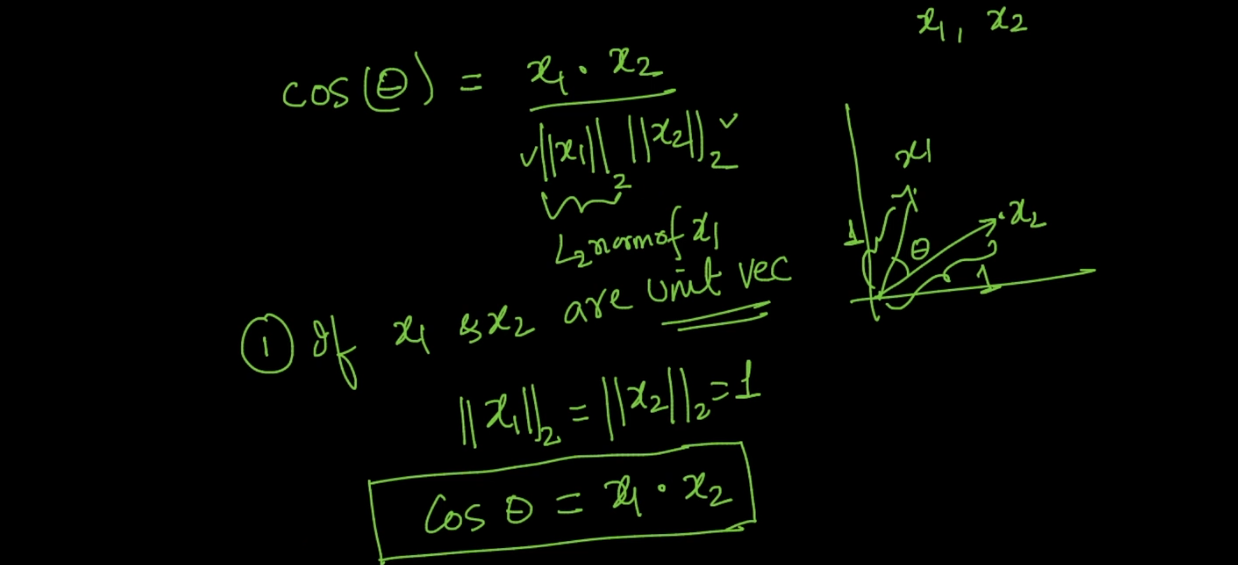 x₁, x₂
cos(θ) = x₁ · x₂
√||x₁||₂ ||x₂||₂ √
L₂ norm of x₁
x₁
x₂
1
θ
1
① If x₁ & x₂ are unit vec
||x₁||₂ = ||x₂||₂ = 1
Cos θ = x₁ · x₂